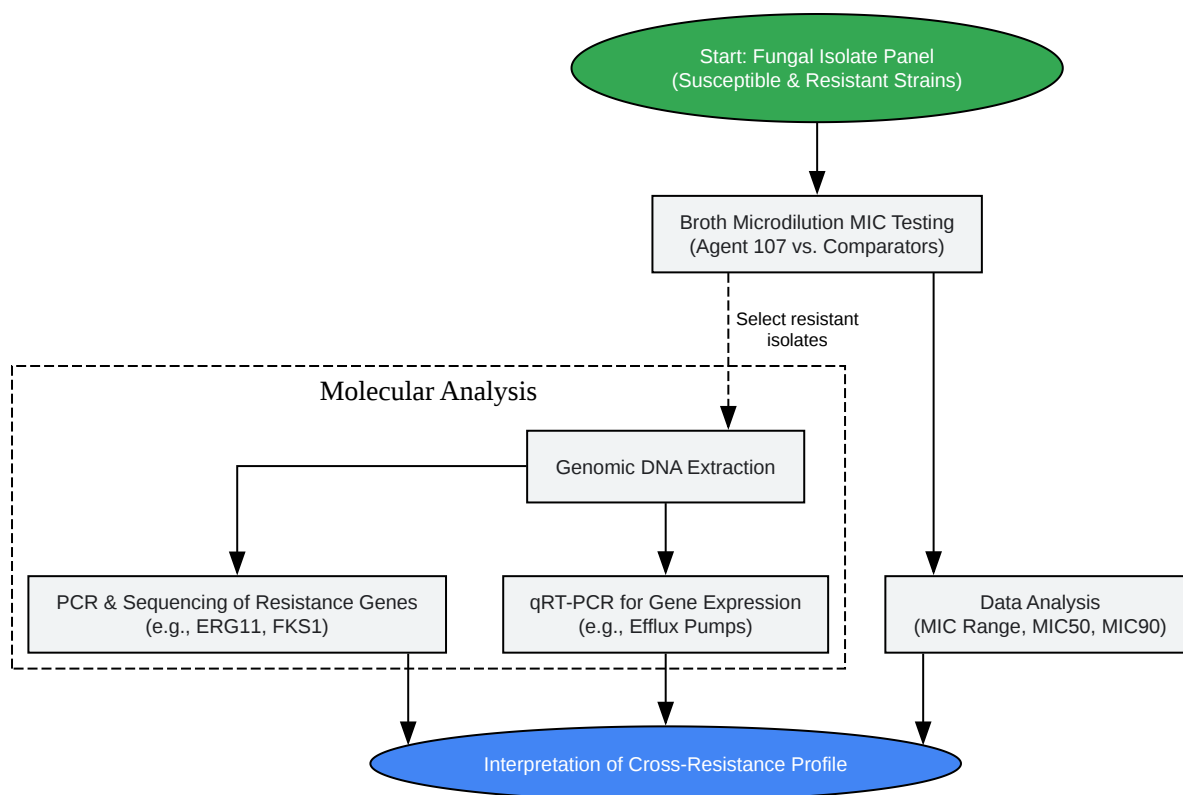 Start: Fungal Isolate Panel
(Susceptible & Resistant Strains)
Broth Microdilution MIC Testing
(Agent 107 vs. Comparators)
Select resistant
isolates
Molecular Analysis
Genomic DNA Extraction
PCR & Sequencing of Resistance Genes
(e.g., ERG11, FKS1)
qRT-PCR for Gene Expression
(e.g., Efflux Pumps)
Data Analysis
(MIC Range, MIC50, MIC90)
Interpretation of Cross-Resistance Profile